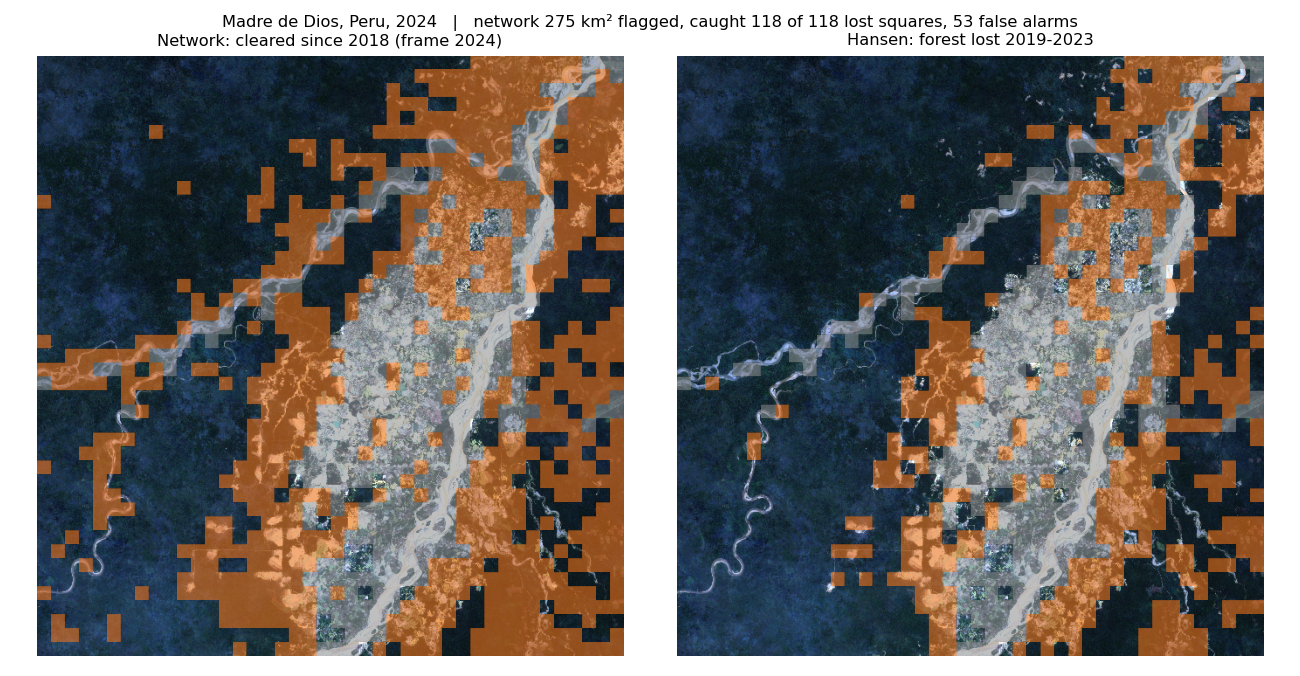 Madre de Dios, Peru, 2024   |   network 275 km² flagged, caught 118 of 118 lost squares, 53 false alarms
Network: cleared since 2018 (frame 2024)
Hansen: forest lost 2019-2023